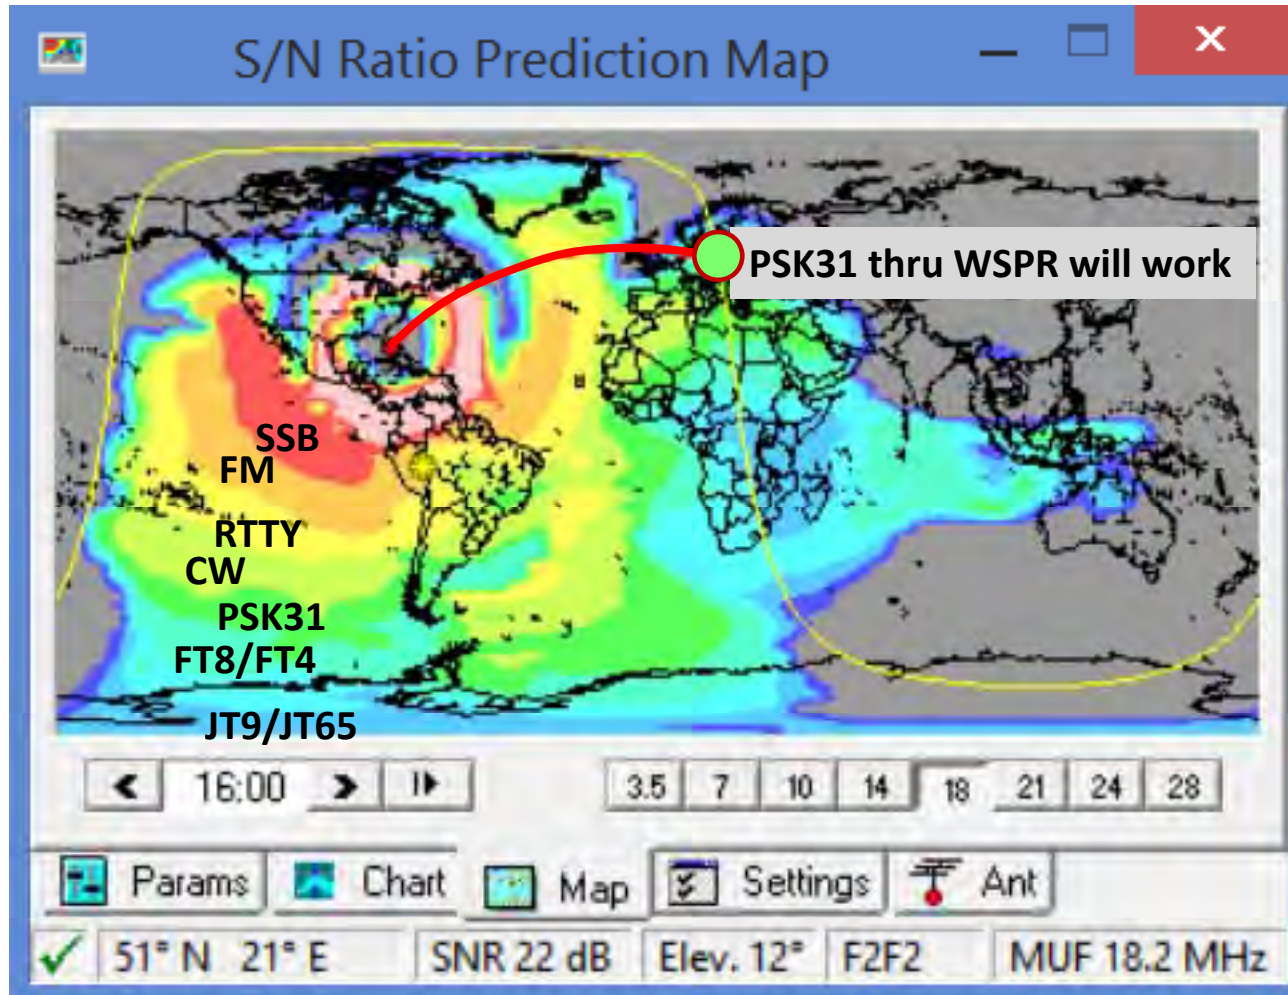 S/N Ratio Prediction Map
PSK31 thru WSPR will work
SSB
FM
RTTY
CW
PSK31
FT8/FT4
JT9/JT65
16:00
3.5 7 10 14 18 21 24 28
Params Chart Map Settings Ant
51° N 21° E SNR 22 dB Elev. 12° F2F2 MUF 18.2 MHz